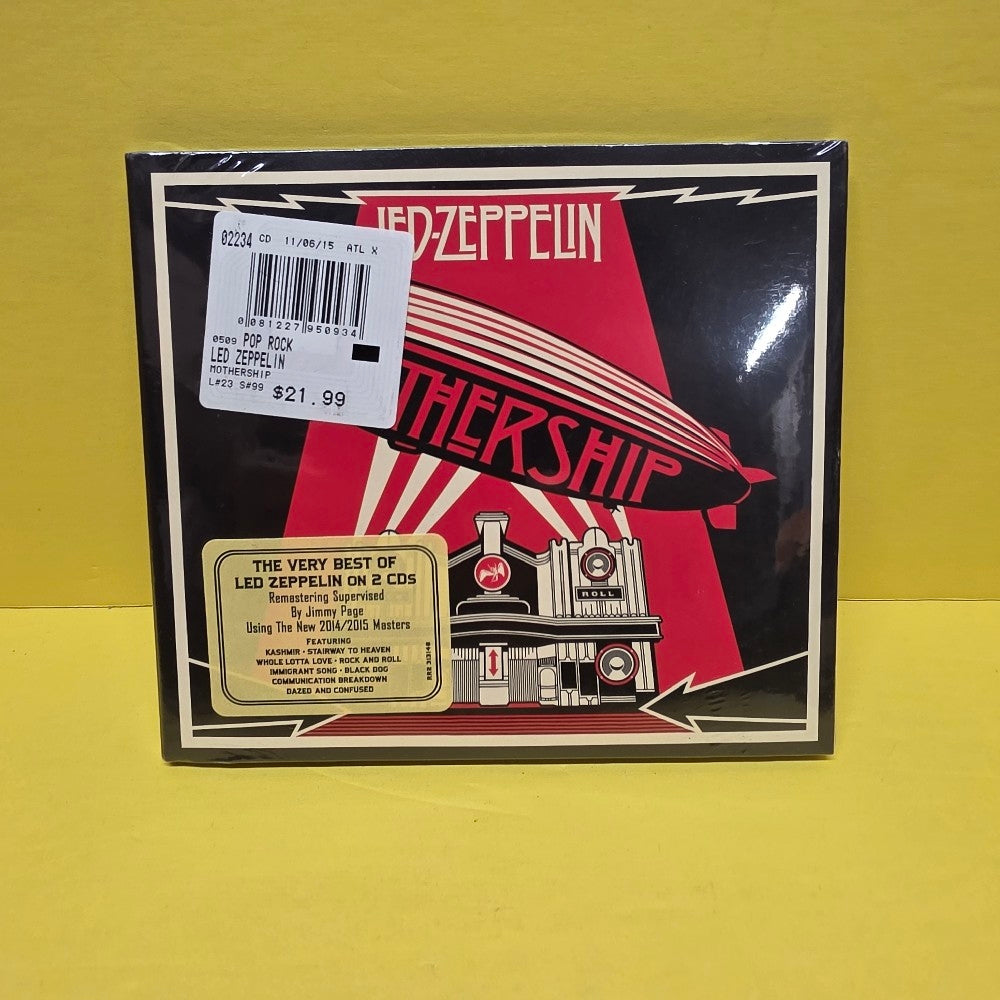 LED-ZEPPELIN
02234 CD 11/06/15 ATL X
0 081227 950934
0509 POP ROCK
LED ZEPPELIN
MOTHERSHIP
L#23 S#99 $21.99
THERSHIP
ROLL
THE VERY BEST OF
LED ZEPPELIN ON 2 CDs
Remastering Supervised
By Jimmy Page
Using The New 2014/2015 Masters
FEATURING
KASHMIR · STAIRWAY TO HEAVEN
WHOLE LOTTA LOVE · ROCK AND ROLL
IMMIGRANT SONG · BLACK DOG
COMMUNICATION BREAKDOWN
DAZED AND CONFUSED